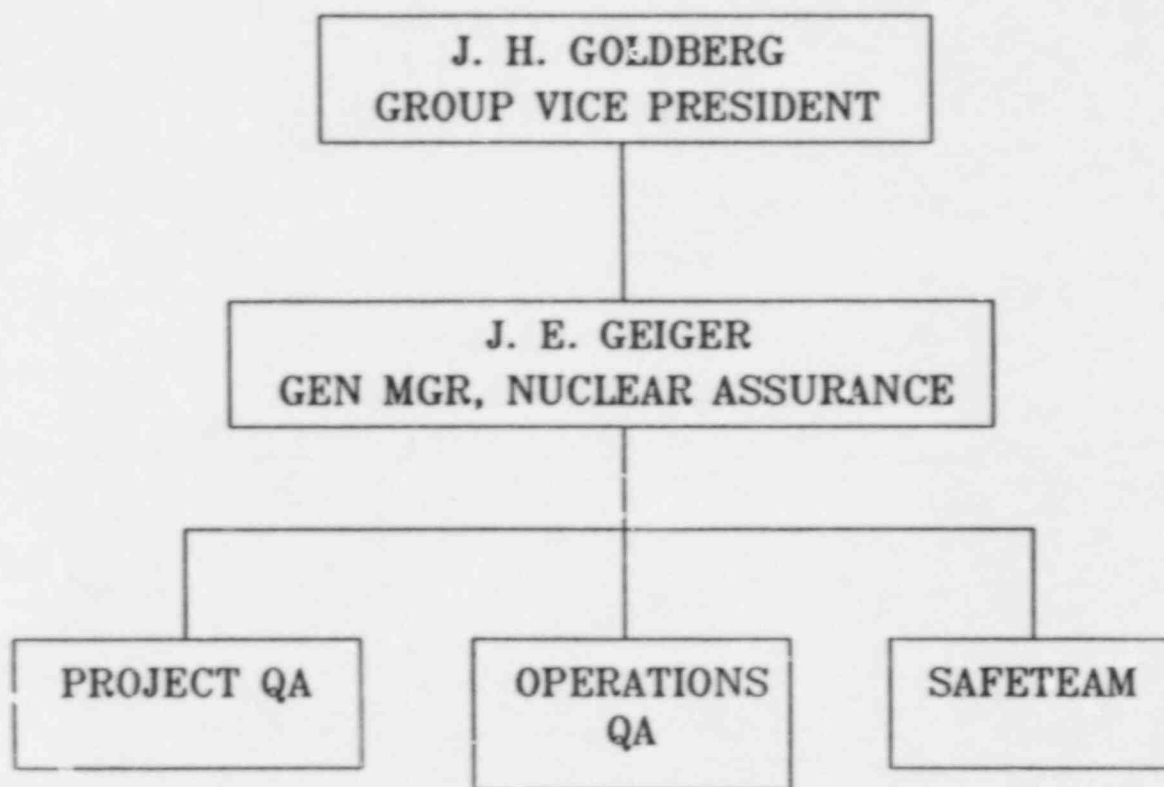 J. H. GOLDBERG
GROUP VICE PRESIDENT
J. E. GEIGER
GEN MGR, NUCLEAR ASSURANCE
PROJECT QA
OPERATIONS
QA
SAFETEAM